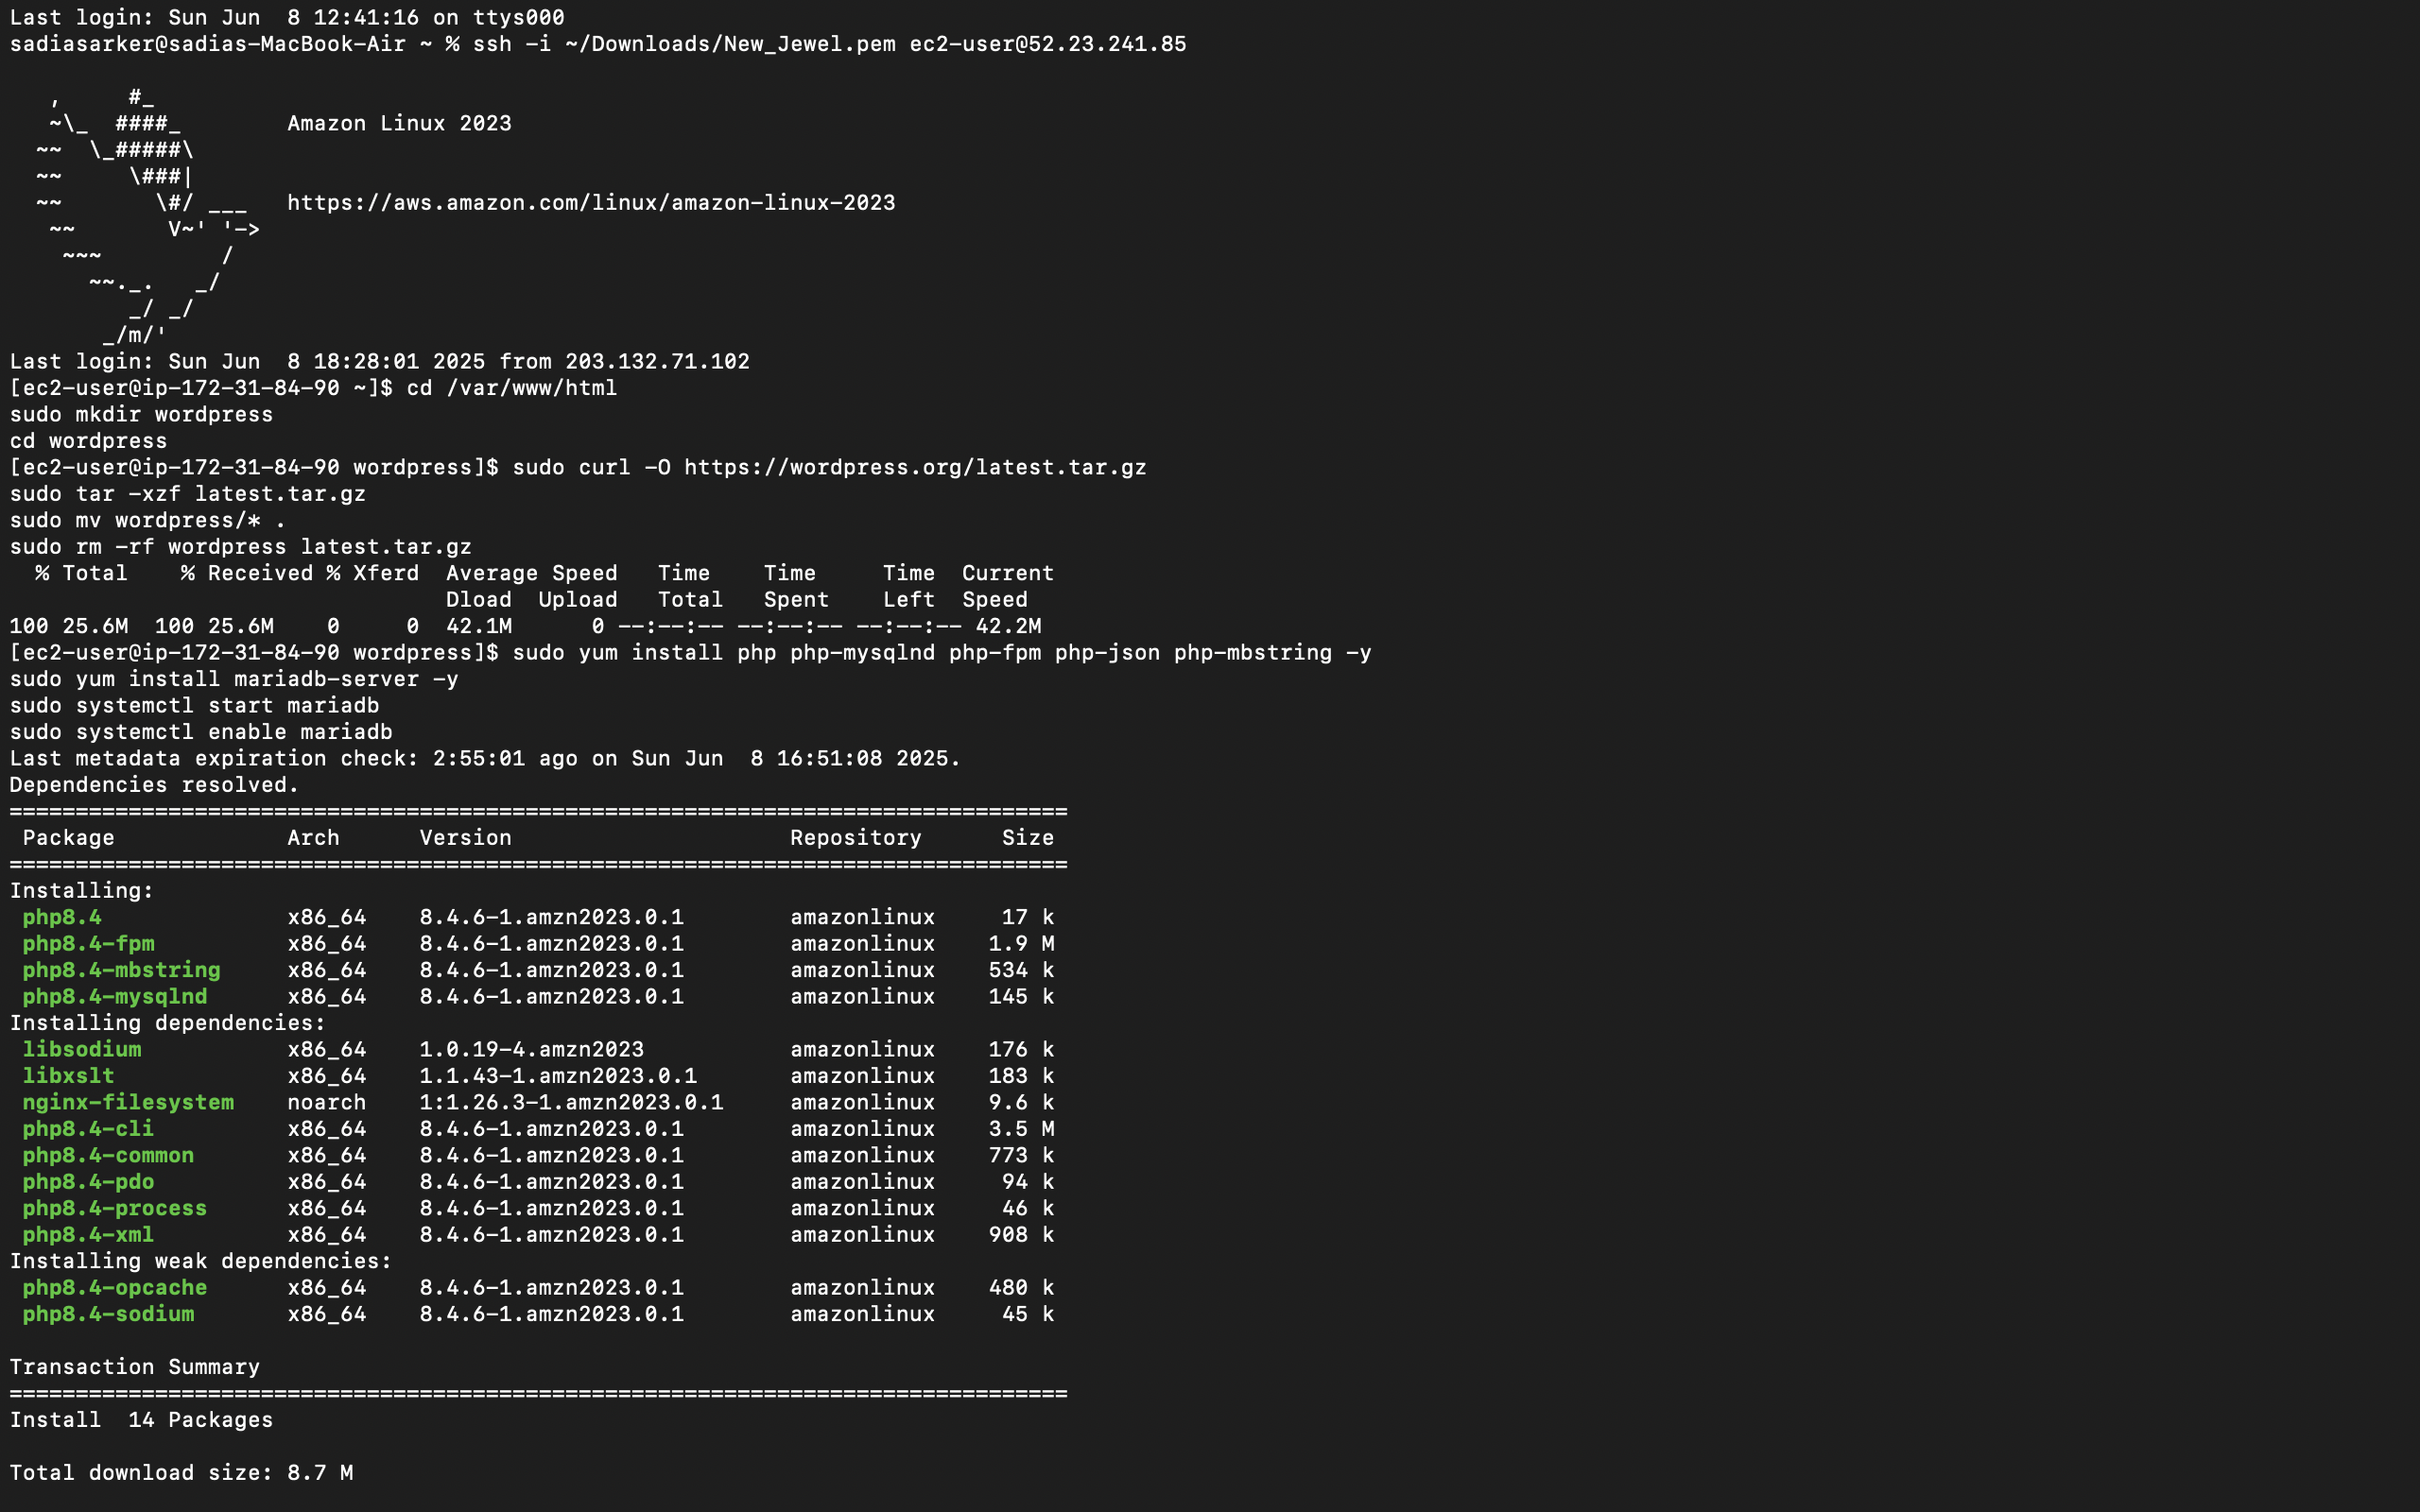 Last login: Sun Jun  8 12:41:16 on ttys000
sadiasarker@sadias-MacBook-Air ~ % ssh -i ~/Downloads/New_Jewel.pem ec2-user@52.23.241.85

   ,     #_
   ~\_  ####_        Amazon Linux 2023
  ~~  \_#####\
  ~~     \###|
  ~~       \#/ ___   https://aws.amazon.com/linux/amazon-linux-2023
   ~~       V~' '->
    ~~~         /
      ~~._.   _/
         _/ _/
       _/m/'
Last login: Sun Jun  8 18:28:01 2025 from 203.132.71.102
[ec2-user@ip-172-31-84-90 ~]$ cd /var/www/html
sudo mkdir wordpress
cd wordpress
[ec2-user@ip-172-31-84-90 wordpress]$ sudo curl -O https://wordpress.org/latest.tar.gz
sudo tar -xzf latest.tar.gz
sudo mv wordpress/* .
sudo rm -rf wordpress latest.tar.gz
  % Total    % Received % Xferd  Average Speed   Time    Time     Time  Current
                                 Dload  Upload   Total   Spent    Left  Speed
100 25.6M  100 25.6M    0     0  42.1M      0 --:--:-- --:--:-- --:--:-- 42.2M
[ec2-user@ip-172-31-84-90 wordpress]$ sudo yum install php php-mysqlnd php-fpm php-json php-mbstring -y
sudo yum install mariadb-server -y
sudo systemctl start mariadb
sudo systemctl enable mariadb
Last metadata expiration check: 2:55:01 ago on Sun Jun  8 16:51:08 2025.
Dependencies resolved.
================================================================================
 Package             Arch      Version                     Repository      Size
================================================================================
Installing:
 php8.4              x86_64    8.4.6-1.amzn2023.0.1        amazonlinux     17 k
 php8.4-fpm          x86_64    8.4.6-1.amzn2023.0.1        amazonlinux    1.9 M
 php8.4-mbstring     x86_64    8.4.6-1.amzn2023.0.1        amazonlinux    534 k
 php8.4-mysqlnd      x86_64    8.4.6-1.amzn2023.0.1        amazonlinux    145 k
Installing dependencies:
 libsodium           x86_64    1.0.19-4.amzn2023           amazonlinux    176 k
 libxslt             x86_64    1.1.43-1.amzn2023.0.1       amazonlinux    183 k
 nginx-filesystem    noarch    1:1.26.3-1.amzn2023.0.1     amazonlinux    9.6 k
 php8.4-cli          x86_64    8.4.6-1.amzn2023.0.1        amazonlinux    3.5 M
 php8.4-common       x86_64    8.4.6-1.amzn2023.0.1        amazonlinux    773 k
 php8.4-pdo          x86_64    8.4.6-1.amzn2023.0.1        amazonlinux     94 k
 php8.4-process      x86_64    8.4.6-1.amzn2023.0.1        amazonlinux     46 k
 php8.4-xml          x86_64    8.4.6-1.amzn2023.0.1        amazonlinux    908 k
Installing weak dependencies:
 php8.4-opcache      x86_64    8.4.6-1.amzn2023.0.1        amazonlinux    480 k
 php8.4-sodium       x86_64    8.4.6-1.amzn2023.0.1        amazonlinux     45 k

Transaction Summary
================================================================================
Install  14 Packages

Total download size: 8.7 M